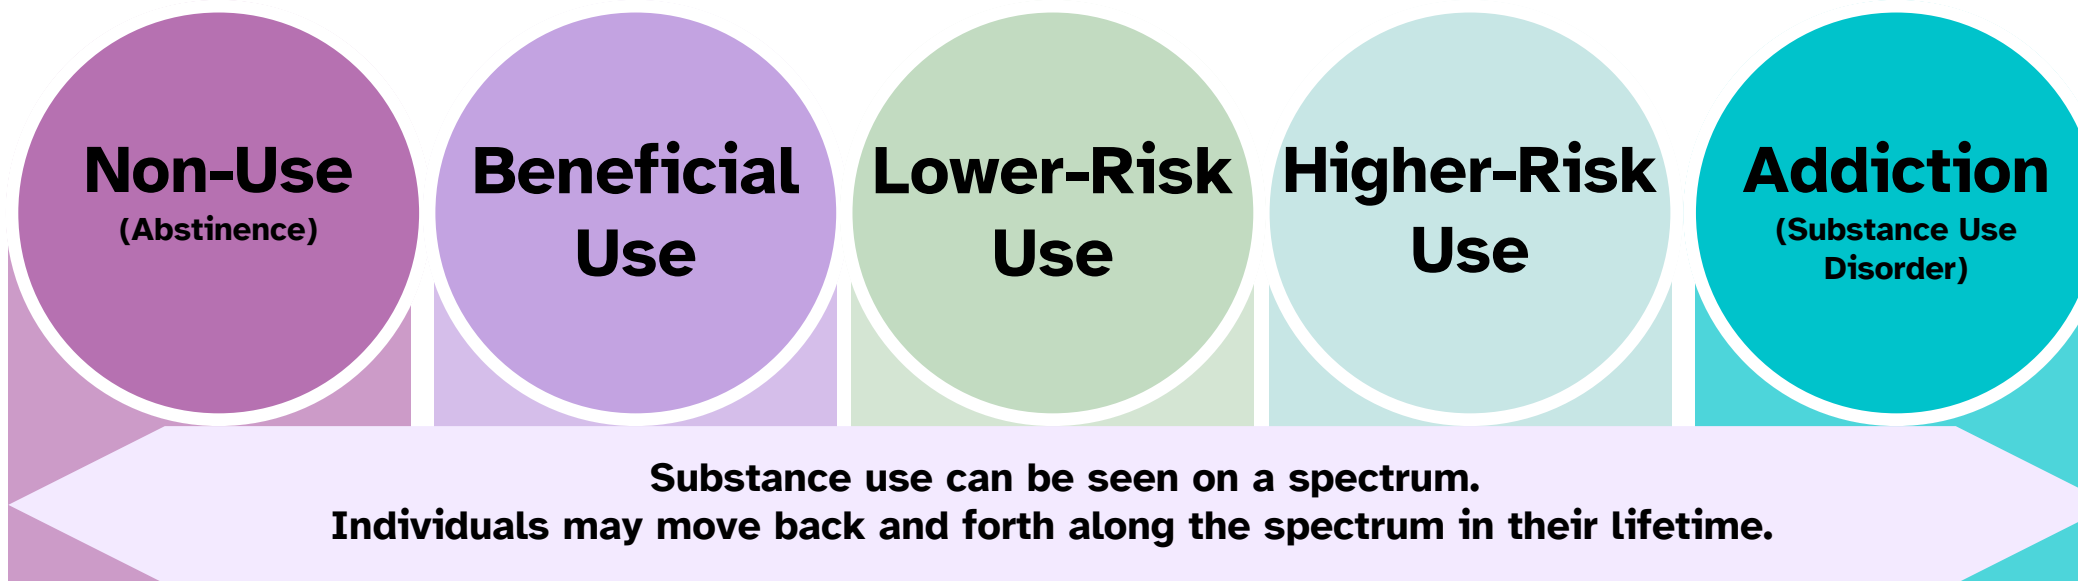 Non-Use
(Abstinence)
Beneficial
Use
Lower-Risk
Use
Higher-Risk
Use
Addiction
(Substance Use
Disorder)
Substance use can be seen on a spectrum.
Individuals may move back and forth along the spectrum in their lifetime.